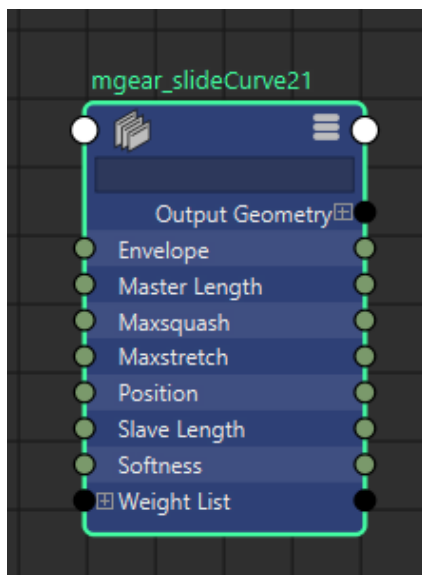 mgear_slideCurve21
Output Geometry
Envelope
Master Length
Maxsquash
Maxstretch
Position
Slave Length
Softness
Weight List